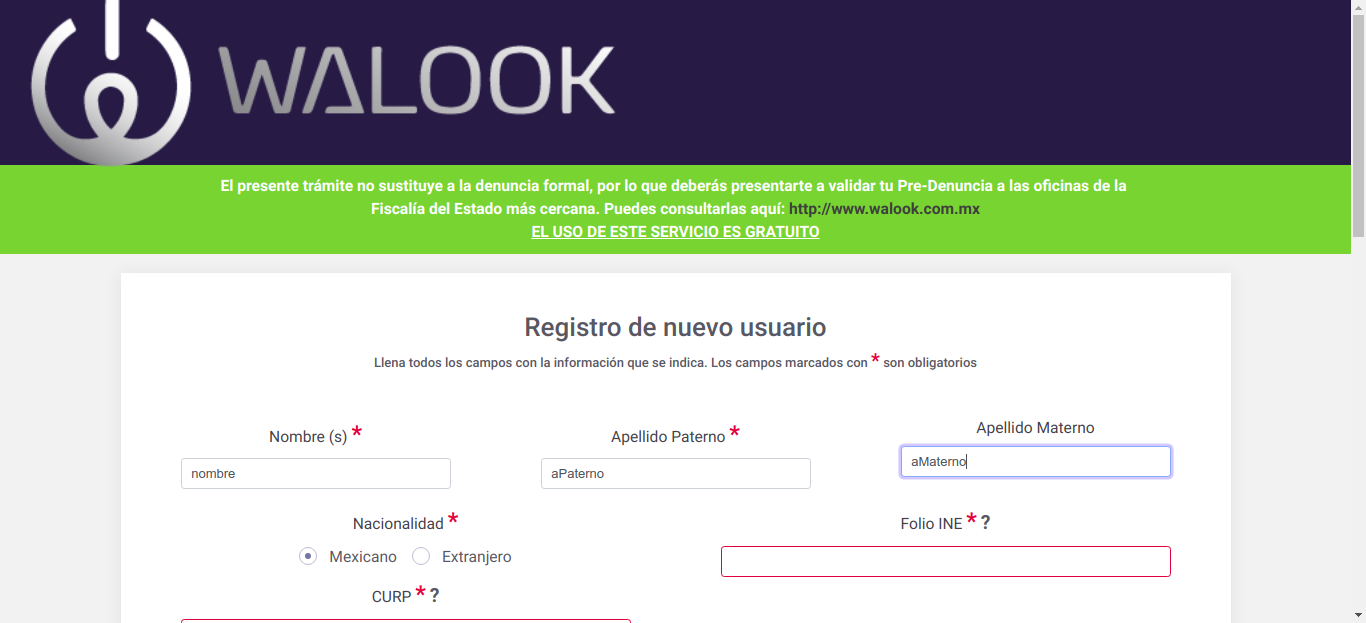 WALOOK
El presente trámite no sustituye a la denuncia formal, por lo que deberás presentarte a validar tu Pre-Denuncia a las oficinas de la
Fiscalía del Estado más cercana. Puedes consultarlas aquí: http://www.walook.com.mx
EL USO DE ESTE SERVICIO ES GRATUITO
Registro de nuevo usuario
Llena todos los campos con la información que se indica. Los campos marcados con * son obligatorios
Nombre (s) * Apellido Paterno * Apellido Materno
nombre aPaterno aMaterno
Nacionalidad * Folio INE * ?
Mexicano Extranjero
CURP * ?